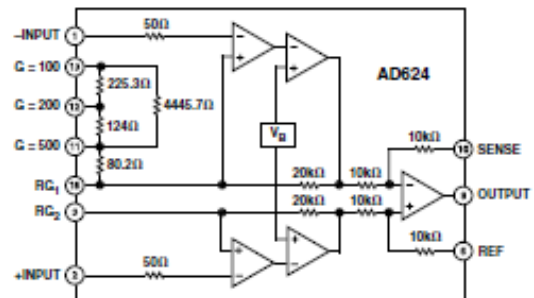 50Ω
–INPUT 1
AD624
G = 100 13
225.3Ω
4445.7Ω
G = 200 12
124Ω
VB
G = 500 11
80.2Ω
10kΩ
10 SENSE
20kΩ 10kΩ
RG1 16
9 OUTPUT
RG2 3
20kΩ 10kΩ
10kΩ
6 REF
50Ω
+INPUT 2
– + – + – + + – + –